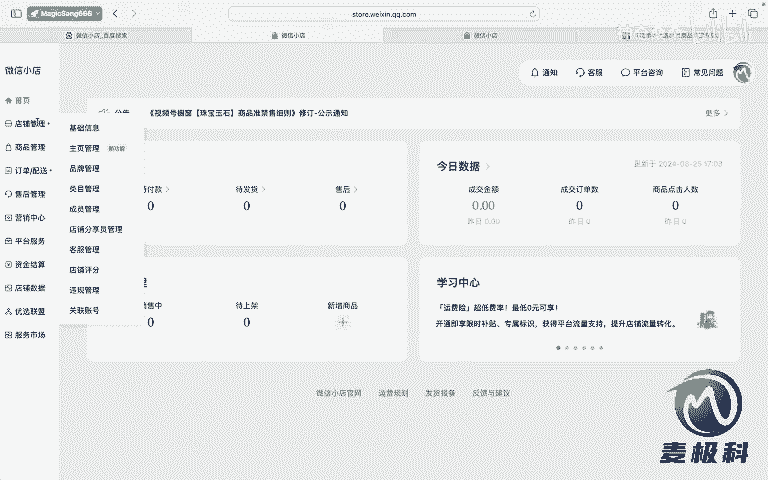 MagicSang666
store.weixin.qq.com
微信小店_百度搜索
微信小店
微信小店
微信小店
通知
客服
平台咨询
常见问题
首页
店铺管理
商品管理
订单/配送
售后管理
营销中心
平台服务
资金结算
店铺数据
优选联盟
服务市场
基础信息
主页管理 新功能
品牌管理
类目管理
成员管理
店铺分享员管理
客服管理
店铺评分
违规管理
关联账号
《视频号橱窗【珠宝玉石】商品准禁售细则》修订-公示通知
更多
待发货
售后
0
0
0
今日数据
更新于 2024-08-25 17:03
成交金额
成交订单数
商品点击人数
0.00
0
0
昨日 0.00
昨日 0
昨日 0
售中
待上架
新增商品
0
0
学习中心
「运费险」超低费率！最低0元可享！
开通即享限时补贴、专属标识，获得平台流量支持，提升店铺流量转化。
微信小店官网
运营规则
发货报备
反馈与建议
麦极科